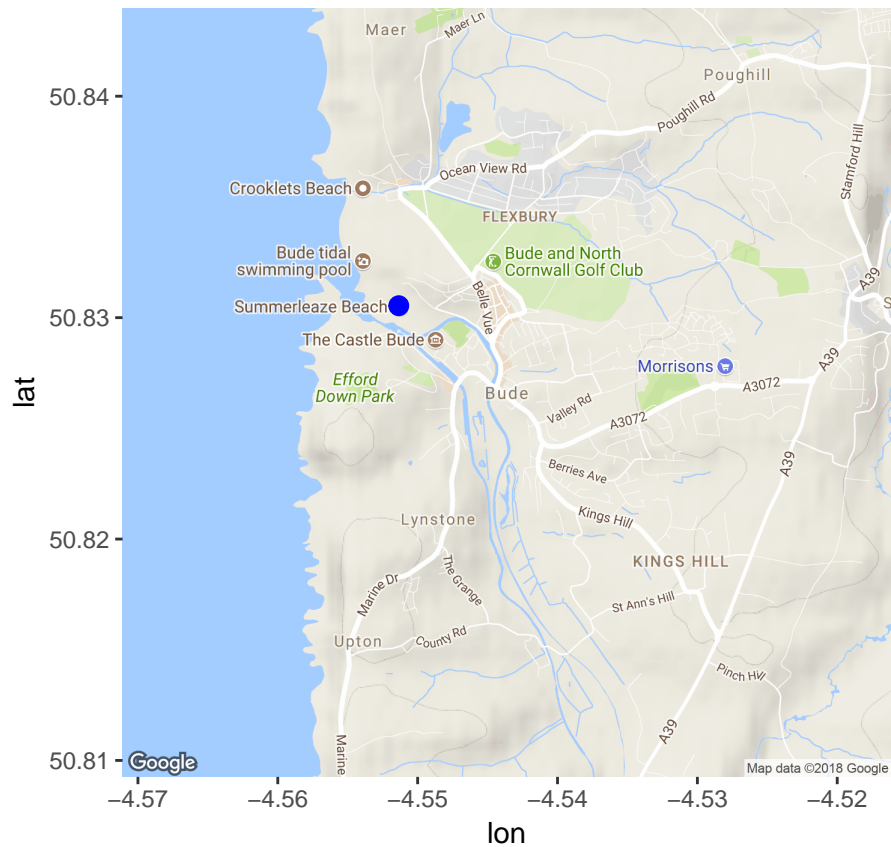 Maer
Maer Ln
Poughill
50.84
Poughill Rd
Stamford Hill
Ocean View Rd
Crooklets Beach
FLEXBURY
Bude tidal
swimming pool
Bude and North
Cornwall Golf Club
A39
Belle Vue
Summerleaze Beach
50.83
S
The Castle Bude
A39
Morrisons
Efford
Down Park
A3072
Bude
Valley Rd
A3072
lat
A39
Berries Ave
Lynstone
Kings Hill
50.82
KINGS HILL
The Grange
Marine Dr
St Ann's Hill
Upton
County Rd
Pinch Hill
A39
Marine
50.81
Google
Map data ©2018 Google
−4.57
−4.56
−4.55
−4.54
−4.53
−4.52
lon